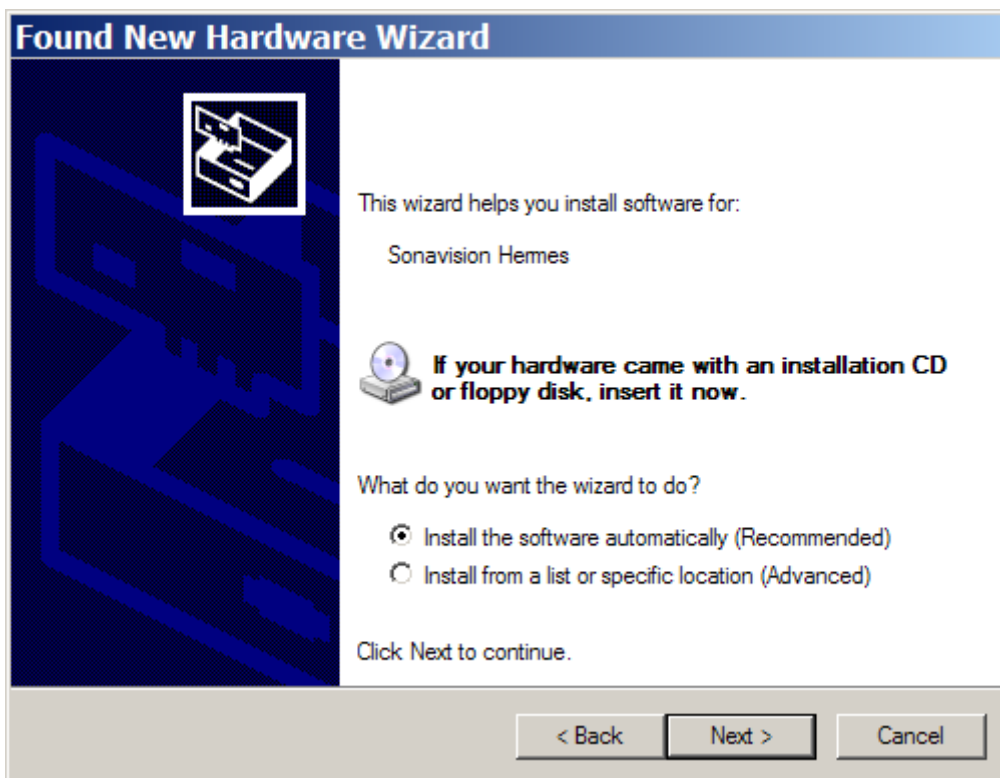 Found New Hardware Wizard
This wizard helps you install software for:
Sonavision Hermes
If your hardware came with an installation CD
or floppy disk, insert it now.
What do you want the wizard to do?
Install the software automatically (Recommended)
Install from a list or specific location (Advanced)
Click Next to continue.
< Back Next > Cancel